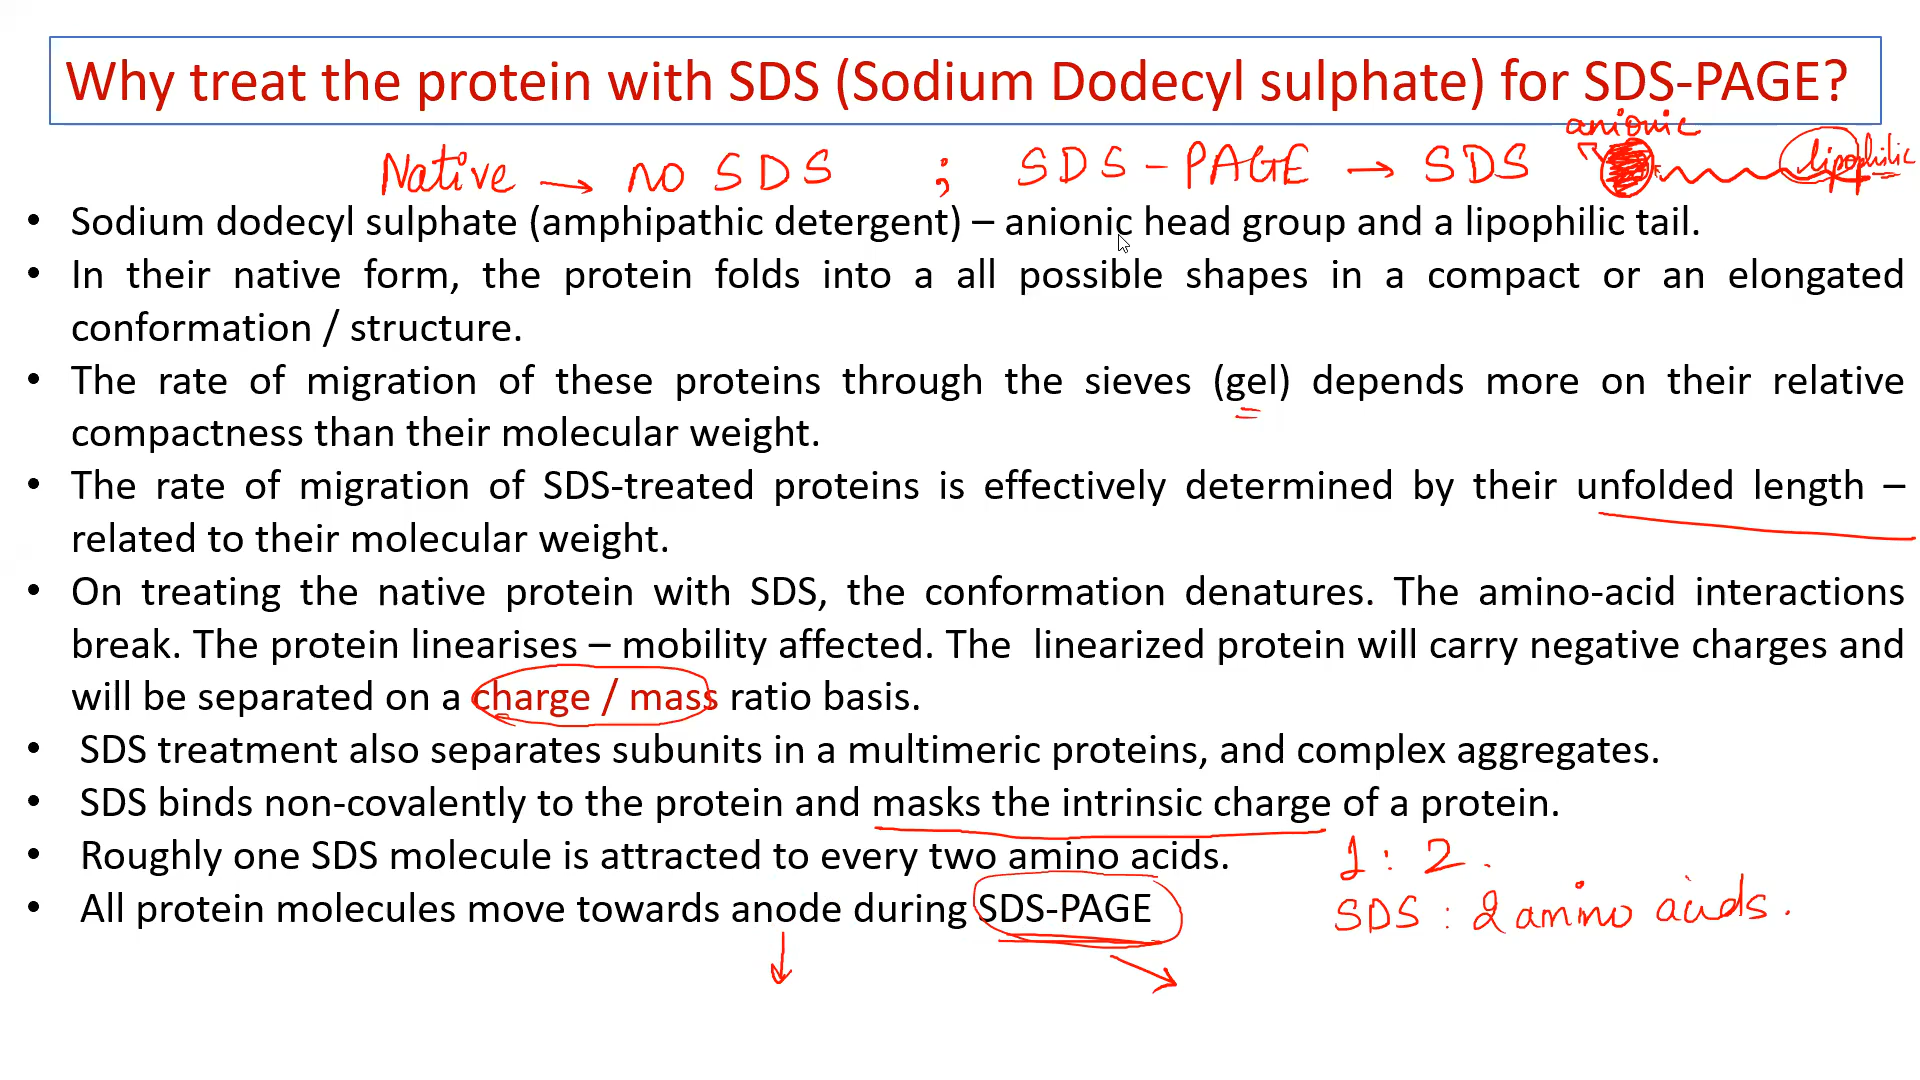 Why treat the protein with SDS (Sodium Dodecyl sulphate) for SDS-PAGE?
anionic
lipophilic
Native → no SDS ; SDS-PAGE → SDS
• Sodium dodecyl sulphate (amphipathic detergent) – anionic head group and a lipophilic tail.
• In their native form, the protein folds into a all possible shapes in a compact or an elongated
conformation / structure.
• The rate of migration of these proteins through the sieves (gel) depends more on their relative
compactness than their molecular weight.
• The rate of migration of SDS-treated proteins is effectively determined by their unfolded length –
related to their molecular weight.
• On treating the native protein with SDS, the conformation denatures. The amino-acid interactions
break. The protein linearises – mobility affected. The linearized protein will carry negative charges and
will be separated on a charge / mass ratio basis.
• SDS treatment also separates subunits in a multimeric proteins, and complex aggregates.
• SDS binds non-covalently to the protein and masks the intrinsic charge of a protein.
• Roughly one SDS molecule is attracted to every two amino acids.
1 : 2 .
• All protein molecules move towards anode during SDS-PAGE
SDS : 2 amino acids.